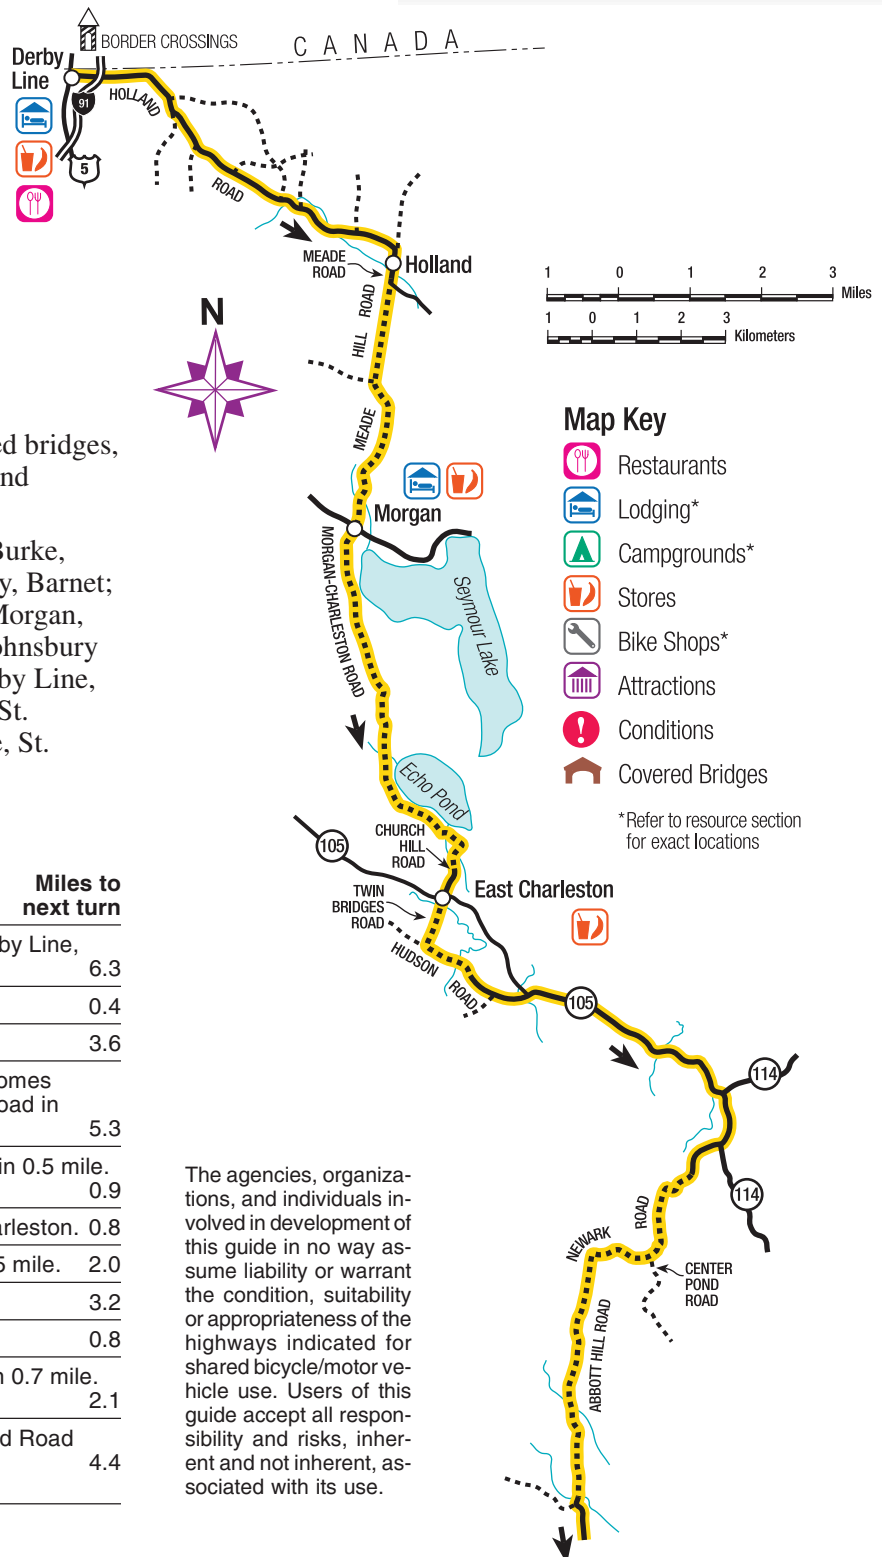 BORDER CROSSINGS
CANADA
Derby
Line
HOLLAND
91
5
ROAD
MEADE
ROAD
Holland
HILL ROAD
MEADE
N
1 0 1 2 3
Miles
1 0 1 2 3
Kilometers
ed bridges,
nd
Burke,
y, Barnet;
Morgan,
ohnsbury
by Line,
St.
e, St.
Morgan
MORGAN-CHARLESTON ROAD
Seymour Lake
Echo Pond
Map Key
Restaurants
Lodging*
Campgrounds*
Stores
Bike Shops*
Attractions
Conditions
Covered Bridges
*Refer to resource section
for exact locations
CHURCH
HILL
ROAD
105
East Charleston
TWIN
BRIDGES
ROAD
HUDSON
ROAD
105
114
114
NEWARK
ROAD
CENTER
POND
ROAD
ABBOTT HILL ROAD
Miles to
next turn
by Line,
6.3
0.4
3.6
omes
oad in
5.3
in 0.5 mile.
0.9
arleston. 0.8
5 mile. 2.0
3.2
0.8
n 0.7 mile.
2.1
d Road
4.4
The agencies, organiza-
tions, and individuals in-
volved in development of
this guide in no way as-
sume liability or warrant
the condition, suitability
or appropriateness of the
highways indicated for
shared bicycle/motor ve-
hicle use. Users of this
guide accept all respon-
sibility and risks, inher-
ent and not inherent, as-
sociated with its use.